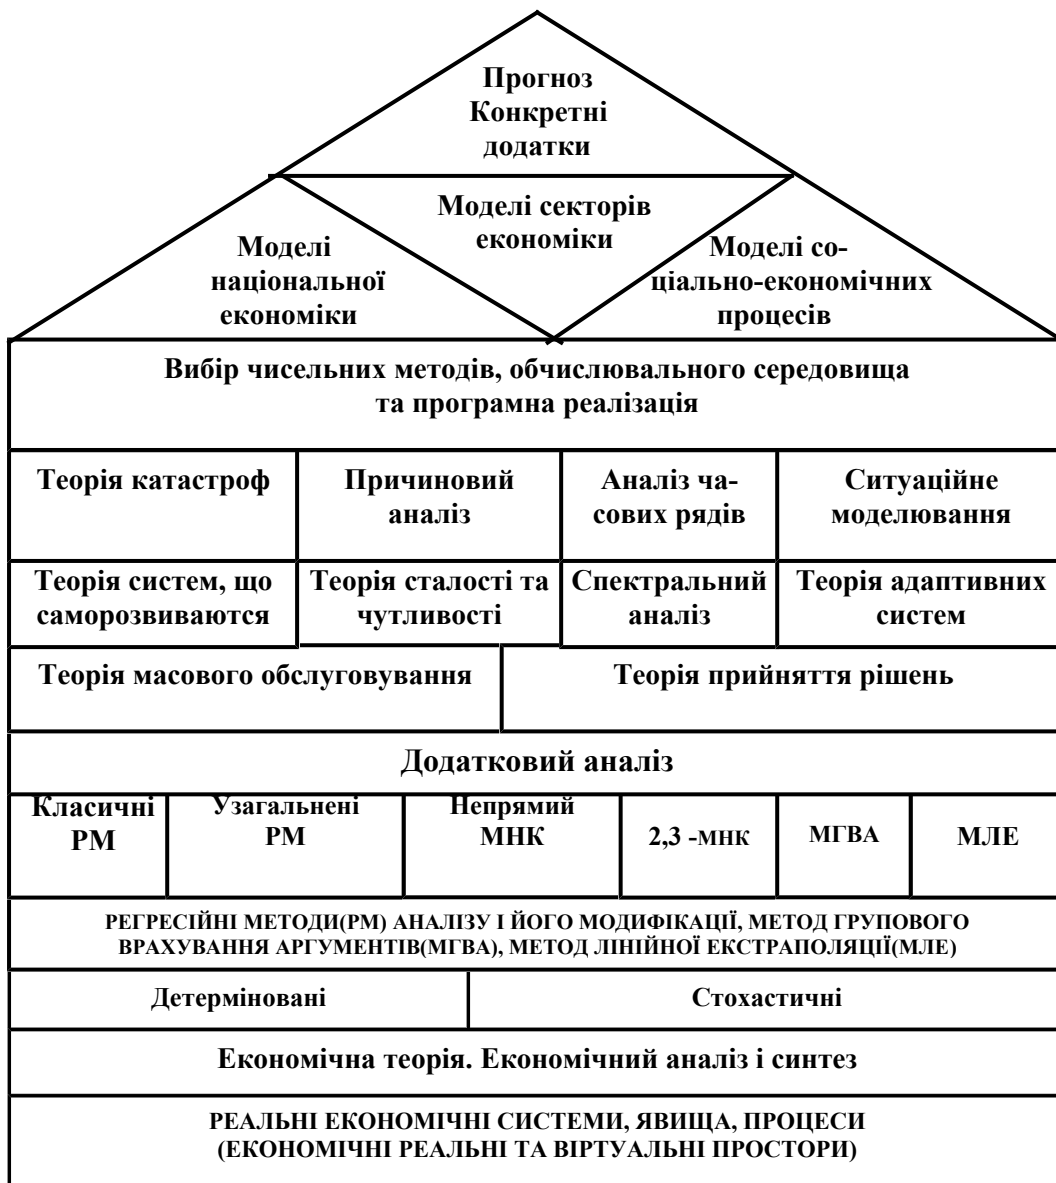 Прогноз
Конкретні
додатки
Моделі секторів
економіки
Моделі
національної
економіки
Моделі со-
ціально-економічних
процесів
Вибір чисельних методів, обчислювального середовища
та програмна реалізація
Теорія катастроф
Причиновий
аналіз
Аналіз ча-
сових рядів
Ситуаційне
моделювання
Теорія систем, що
саморозвиваются
Теорія сталості та
чутливості
Спектральний
аналіз
Теорія адаптивних
систем
Теорія масового обслуговування
Теорія прийняття рішень
Додатковий аналіз
Класичні
РМ
Узагальнені
РМ
Непрямий
МНК
2,3 -МНК
МГВА
МЛЕ
РЕГРЕСІЙНІ МЕТОДИ(РМ) АНАЛІЗУ І ЙОГО МОДИФІКАЦІЇ, МЕТОД ГРУПОВОГО
ВРАХУВАННЯ АРГУМЕНТІВ(МГВА), МЕТОД ЛІНІЙНОЇ ЕКСТРАПОЛЯЦІЇ(МЛЕ)
Детерміновані
Стохастичні
Економічна теорія. Економічний аналіз і синтез
РЕАЛЬНІ ЕКОНОМІЧНІ СИСТЕМИ, ЯВИЩА, ПРОЦЕСИ
(ЕКОНОМІЧНІ РЕАЛЬНІ ТА ВІРТУАЛЬНІ ПРОСТОРИ)